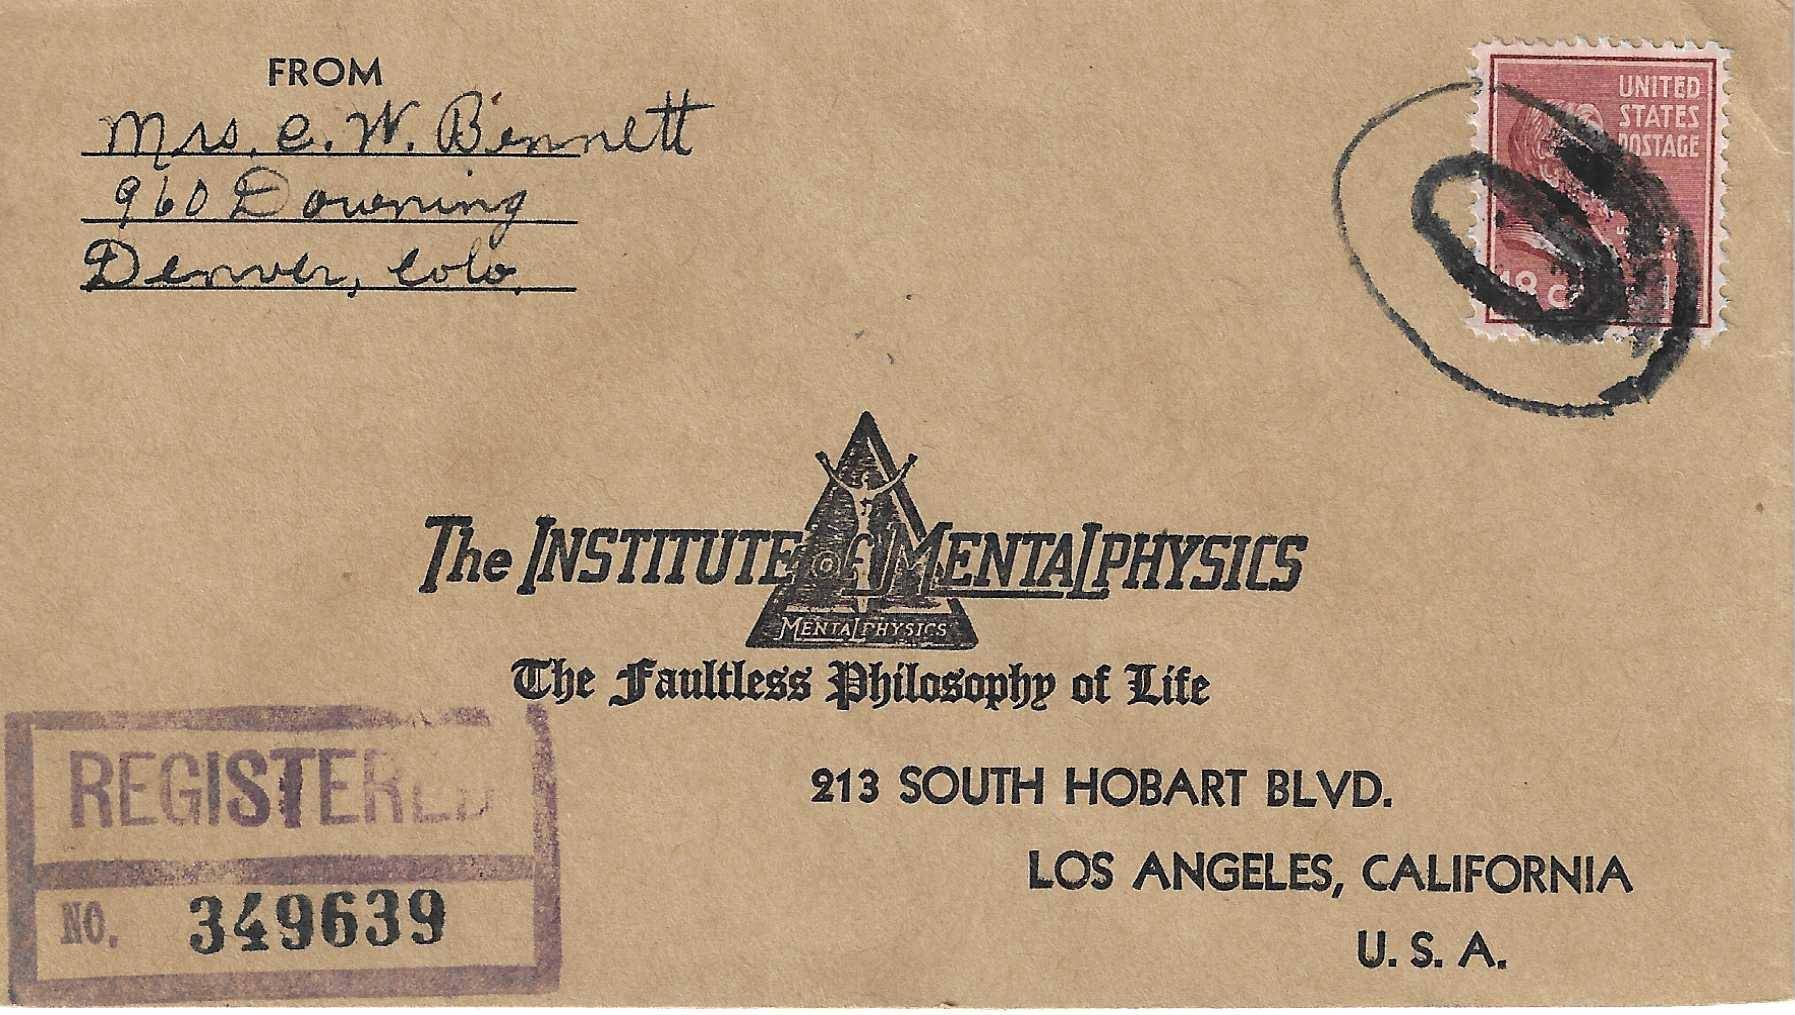 FROM
Mrs. C. W. Bennett
960 Downing
Denver, Colo.
UNITED
STATES
POSTAGE
18 C
The INSTITUTE of MENTALPHYSICS
MENTALPHYSICS
The Faultless Philosophy of Life
REGISTERED
NO. 349639
213 SOUTH HOBART BLVD.
LOS ANGELES, CALIFORNIA
U. S. A.